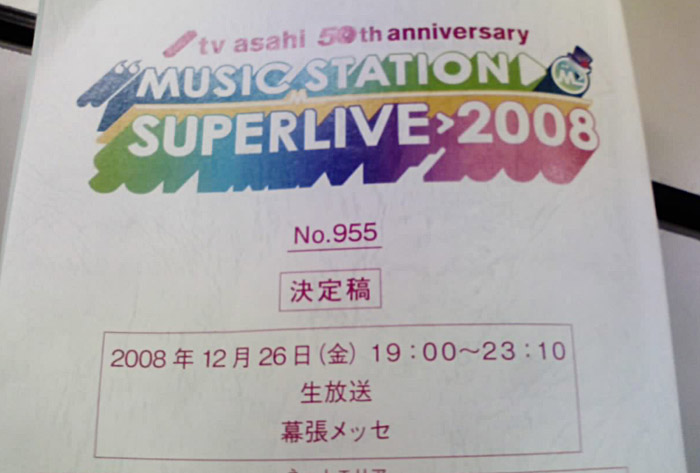 tv asahi 50th anniversary
"MUSIC STATION
SUPERLIVE>2008
No.955
決定稿
2008年12月26日(金) 19:00~23:10
生放送
幕張メッセ